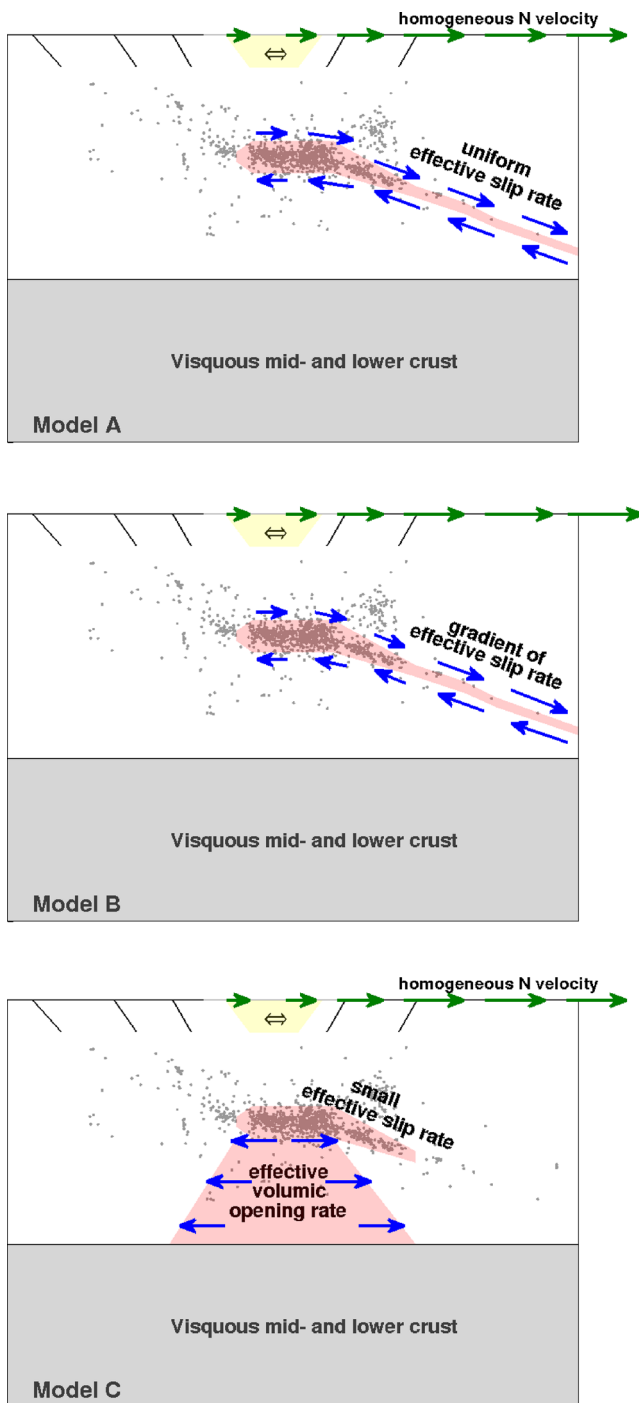 homogeneous N velocity
uniform
effective slip rate
Visquous mid- and lower crust
Model A
gradient of
effective slip rate
Visquous mid- and lower crust
Model B
homogeneous N velocity
small
effective slip rate
effective
volumic
opening rate
Visquous mid- and lower crust
Model C